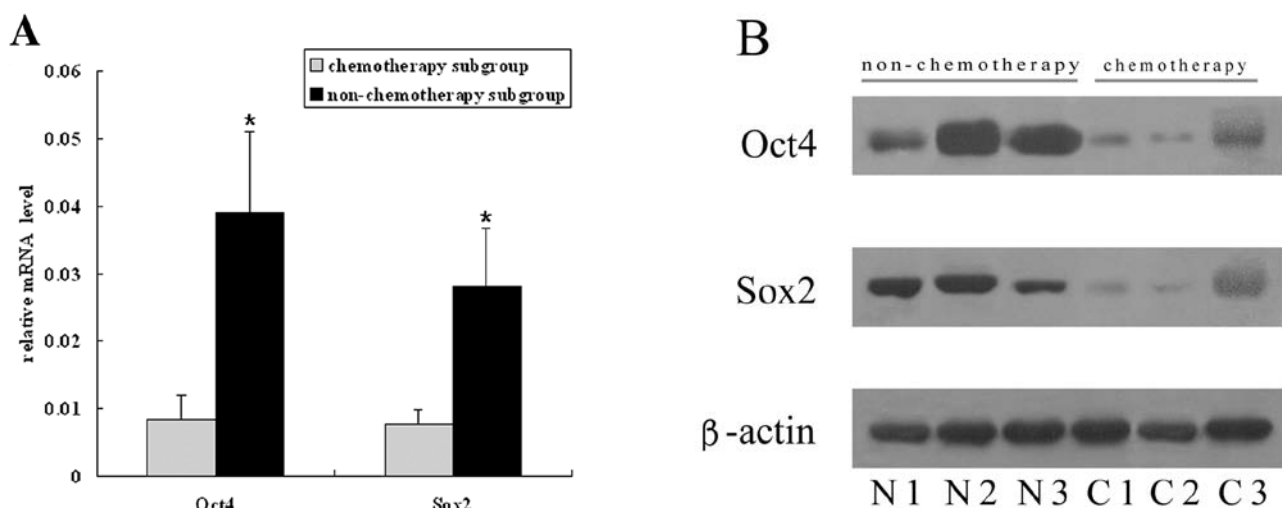 A
chemotherapy subgroup
non-chemotherapy subgroup
0.06
0.05
0.04
0.03
0.02
0.01
0
relative mRNA level
*
*
Oct4
Sox2
B
non-chemotherapy chemotherapy
Oct4
Sox2
β-actin
N1 N2 N3 C1 C2 C3